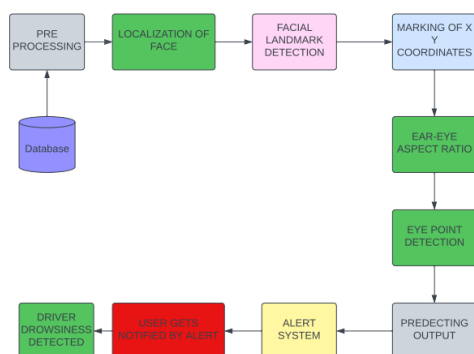 PRE
PROCESSING
LOCALIZATION OF
FACE
FACIAL
LANDMARK
DETECTION
MARKING OF X
Y
COORDINATES
Database
EAR-EYE
ASPECT RATIO
EYE POINT
DETECTION
DRIVER
DROWSINESS
DETECTED
USER GETS
NOTIFIED BY ALERT
ALERT
SYSTEM
PREDECTING
OUTPUT